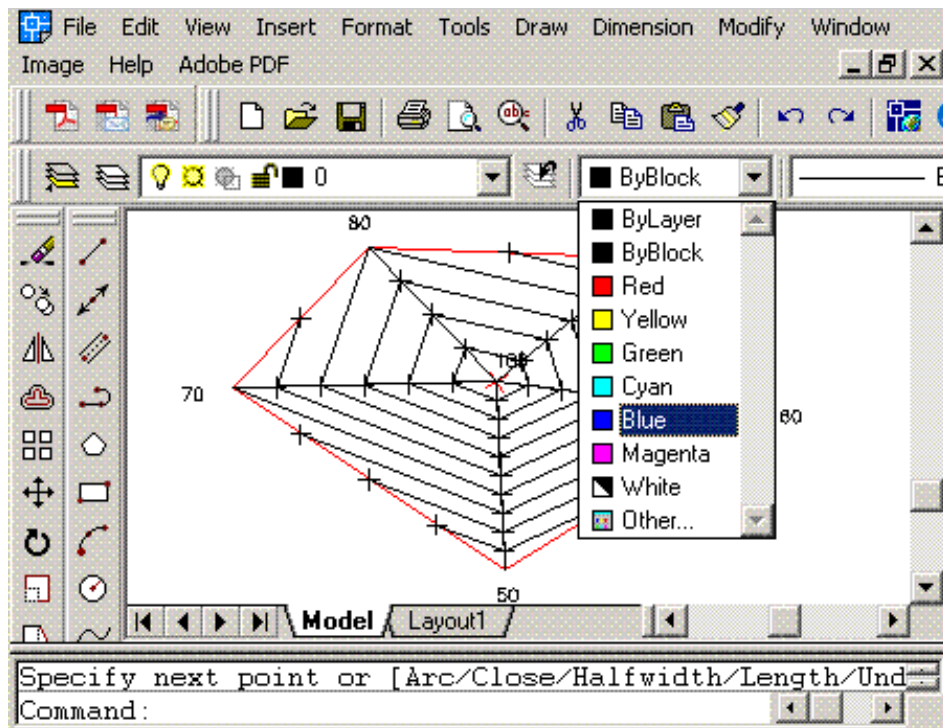 File Edit View Insert Format Tools Draw Dimension Modify Window
Image Help Adobe PDF
abc
0 ByBlock
ByLayer
ByBlock
Red
Yellow
Green
Cyan
Blue
Magenta
White
Other...
80
70
60
50
Model Layout1
Specify next point or [Arc/Close/Halfwidth/Length/Und
Command: